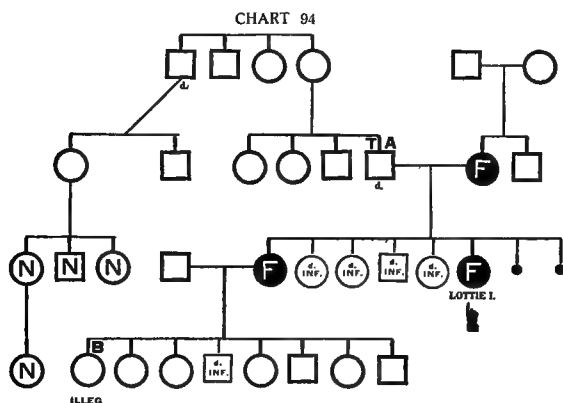 CHART 94
d.
T A
d.
F
N N N
F
d. INF.
d. INF.
d. INF.
d. INF.
F
LOTTIE I.
N
B
d. INF.
ILLEG